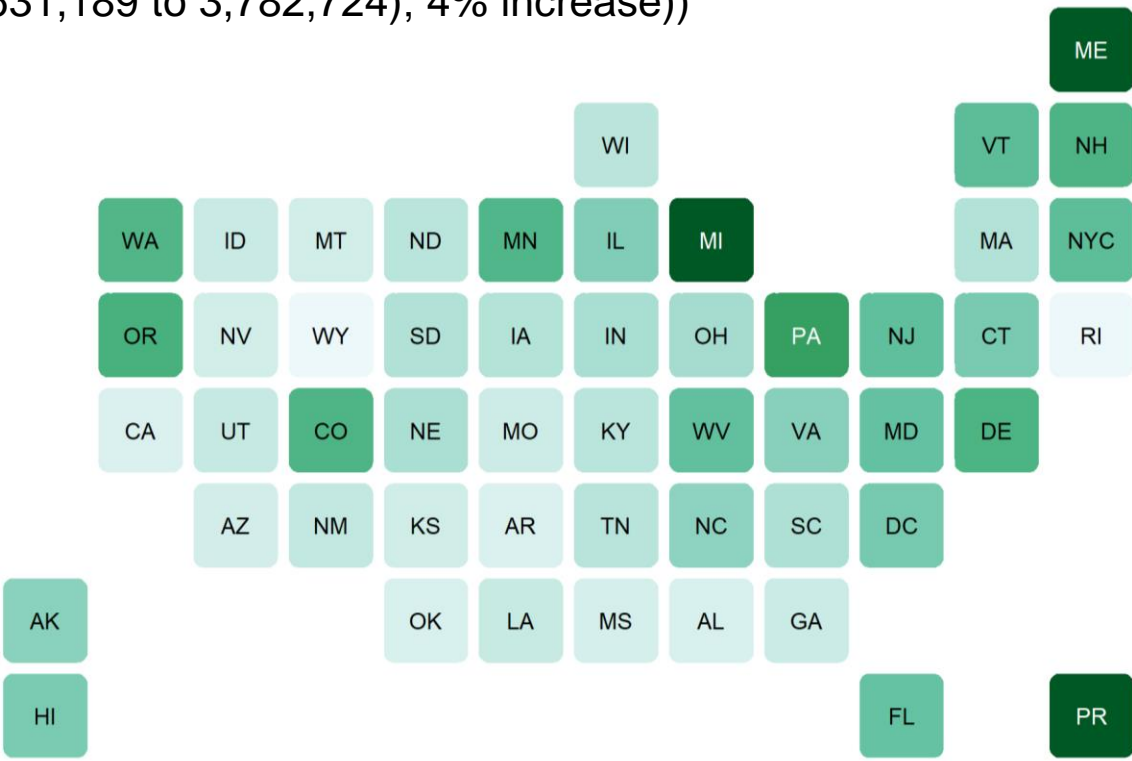 531,189 to 3,782,724), 4% increase))
ME
WI VT NH
WA ID MT ND MN IL MI MA NYC
OR NV WY SD IA IN OH PA NJ CT RI
CA UT CO NE MO KY WV VA MD DE
AZ NM KS AR TN NC SC DC
AK OK LA MS AL GA
HI FL PR